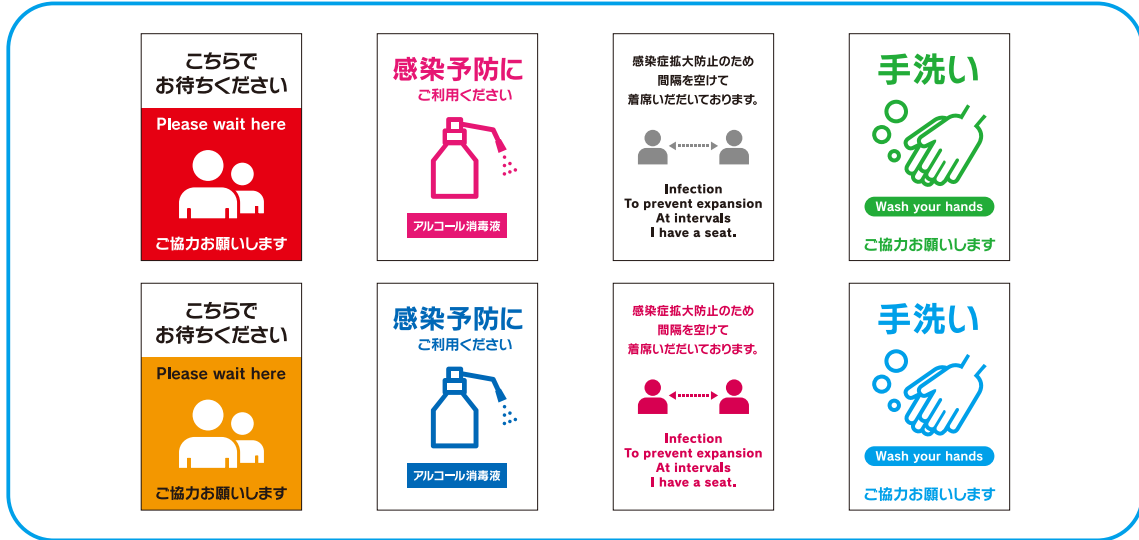 こちらで
お待ちください
Please wait here
ご協力お願いします
感染予防に
ご利用ください
アルコール消毒液
感染症拡大防止のため
間隔を空けて
着席いだだいております。
Infection
To prevent expansion
At intervals
I have a seat.
手洗い
Wash your hands
ご協力お願いします
こちらで
お待ちください
Please wait here
ご協力お願いします
感染予防に
ご利用ください
アルコール消毒液
感染症拡大防止のため
間隔を空けて
着席いだだいております。
Infection
To prevent expansion
At intervals
I have a seat.
手洗い
Wash your hands
ご協力お願いします